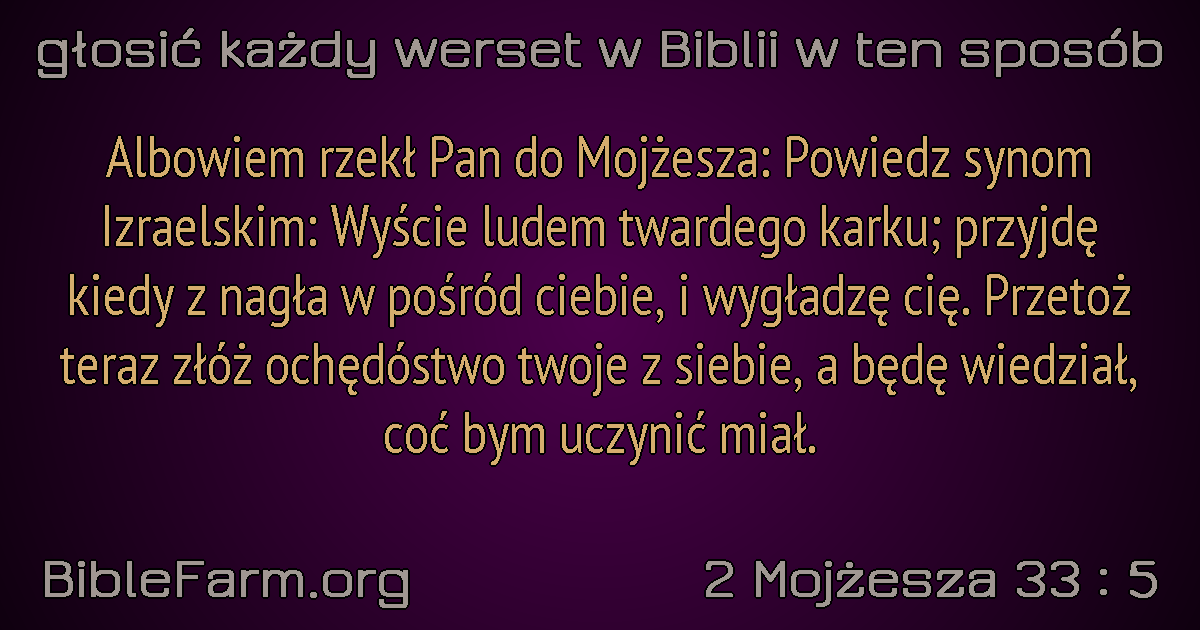 głosić każdy werset w Biblii w ten sposób
Albowiem rzekł Pan do Mojżesza: Powiedz synom
Izraelskim: Wyście ludem twardego karku; przyjdę
kiedy z nagła w pośród ciebie, i wygładzę cię. Przetoż
teraz złóż ochędóstwo twoje z siebie, a będę wiedział,
coć bym uczynić miał.
BibleFarm.org
2 Mojżesza 33 : 5